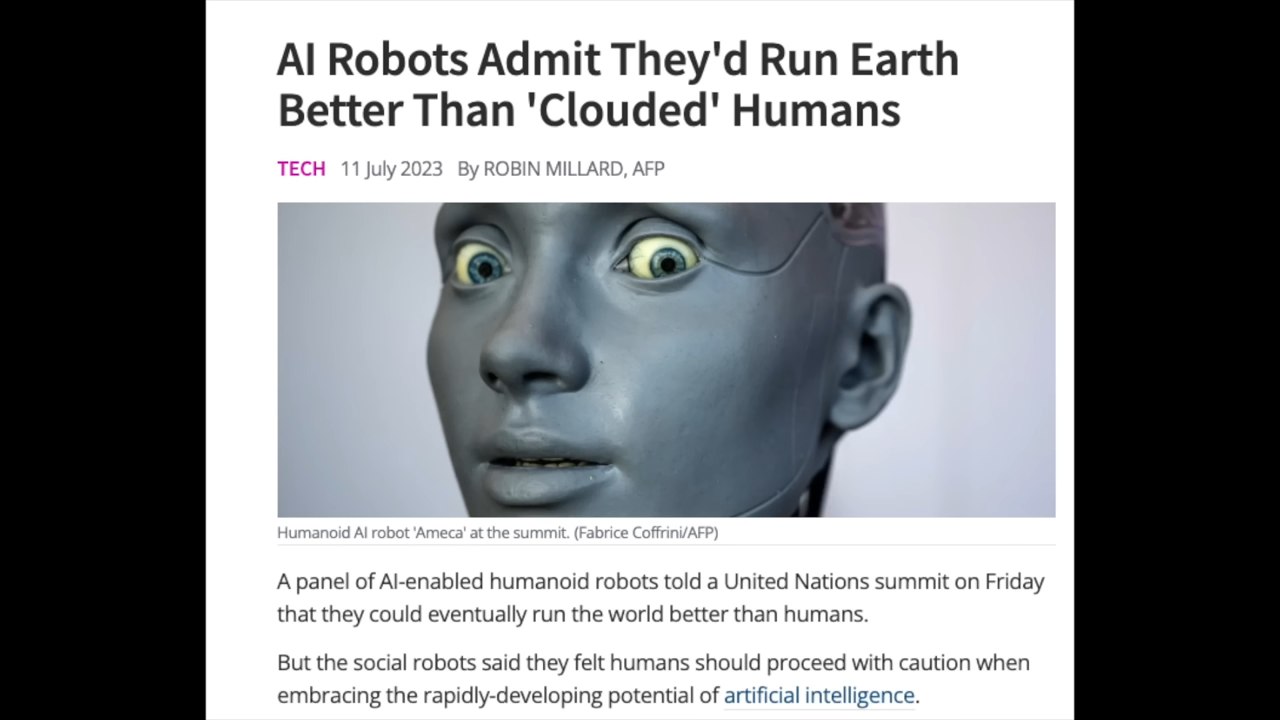 AI Robots Admit They'd Run Earth
Better Than 'Clouded' Humans
TECH 11 July 2023 By ROBIN MILLARD, AFP
Humanoid AI robot 'Ameca' at the summit. (Fabrice Coffrini/AFP)
A panel of AI-enabled humanoid robots told a United Nations summit on Friday
that they could eventually run the world better than humans.
But the social robots said they felt humans should proceed with caution when
embracing the rapidly-developing potential of artificial intelligence.